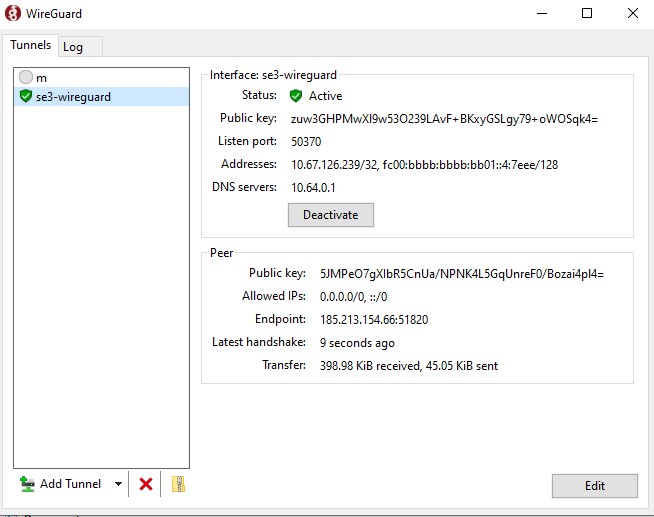 WireGuard
Tunnels Log
m
se3-wireguard
Interface: se3-wireguard
Status: Active
Public key: zuw3GHPMwXI9w53O239LAvF+BKxyGSLgy79+oWOSqk4=
Listen port: 50370
Addresses: 10.67.126.239/32, fc00:bbbb:bbbb:bb01::4:7eee/128
DNS servers: 10.64.0.1
Deactivate
Peer
Public key: 5JMPeO7gXIbR5CnUa/NPNK4L5GqUnreF0/Bozai4pl4=
Allowed IPs: 0.0.0.0/0, ::/0
Endpoint: 185.213.154.66:51820
Latest handshake: 9 seconds ago
Transfer: 398.98 KiB received, 45.05 KiB sent
Add Tunnel
Edit